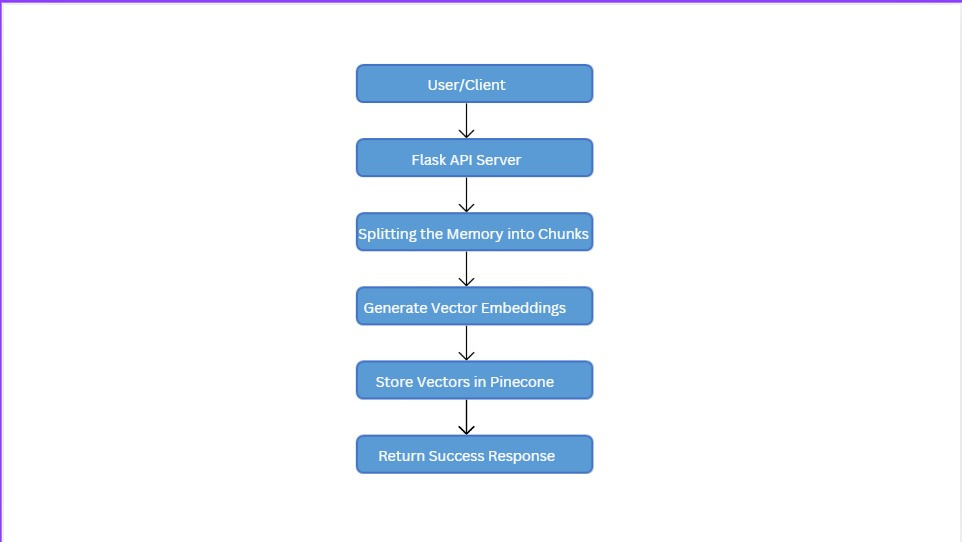 User/Client
Flask API Server
Splitting the Memory into Chunks
Generate Vector Embeddings
Store Vectors in Pinecone
Return Success Response